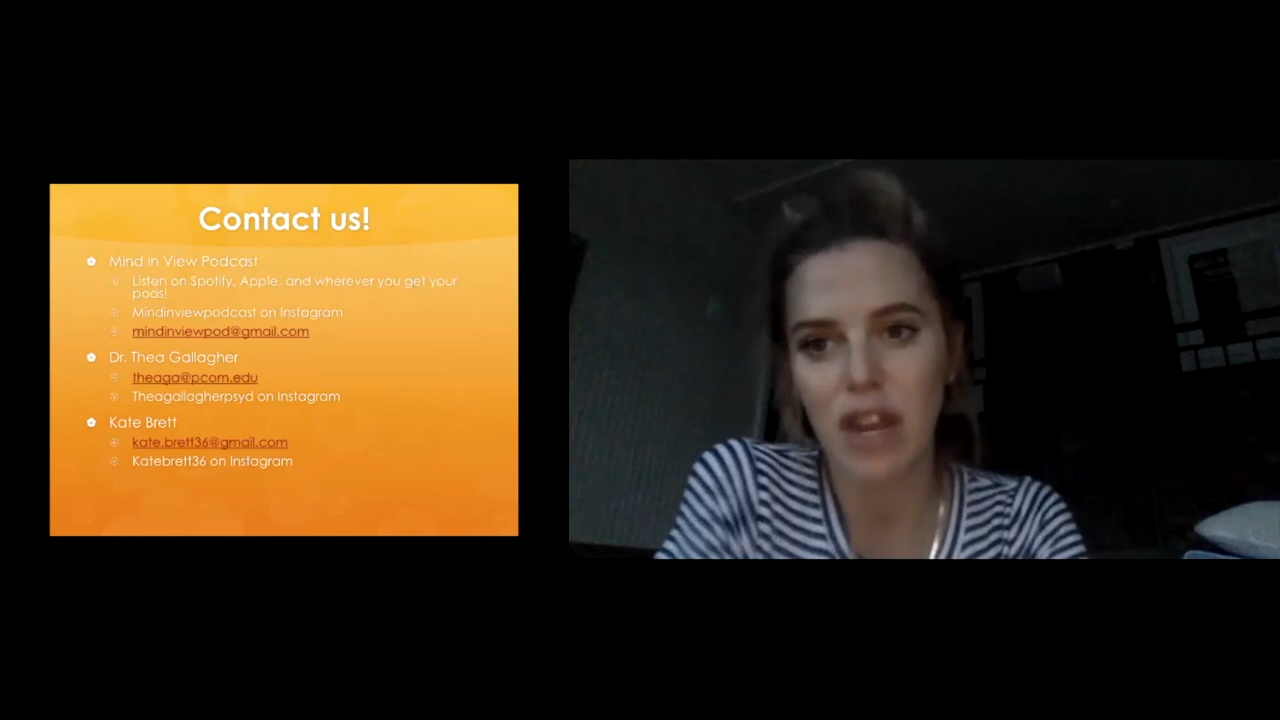 Contact us!
Mind in View Podcast
Listen on Spotify, Apple, and wherever you get your
pods!
Mindinviewpodcast on Instagram
mindinviewpod@gmail.com
Dr. Thea Gallagher
theaga@pcom.edu
Theagallagherpsyd on Instagram
Kate Brett
kate.brett36@gmail.com
Katebrett36 on Instagram